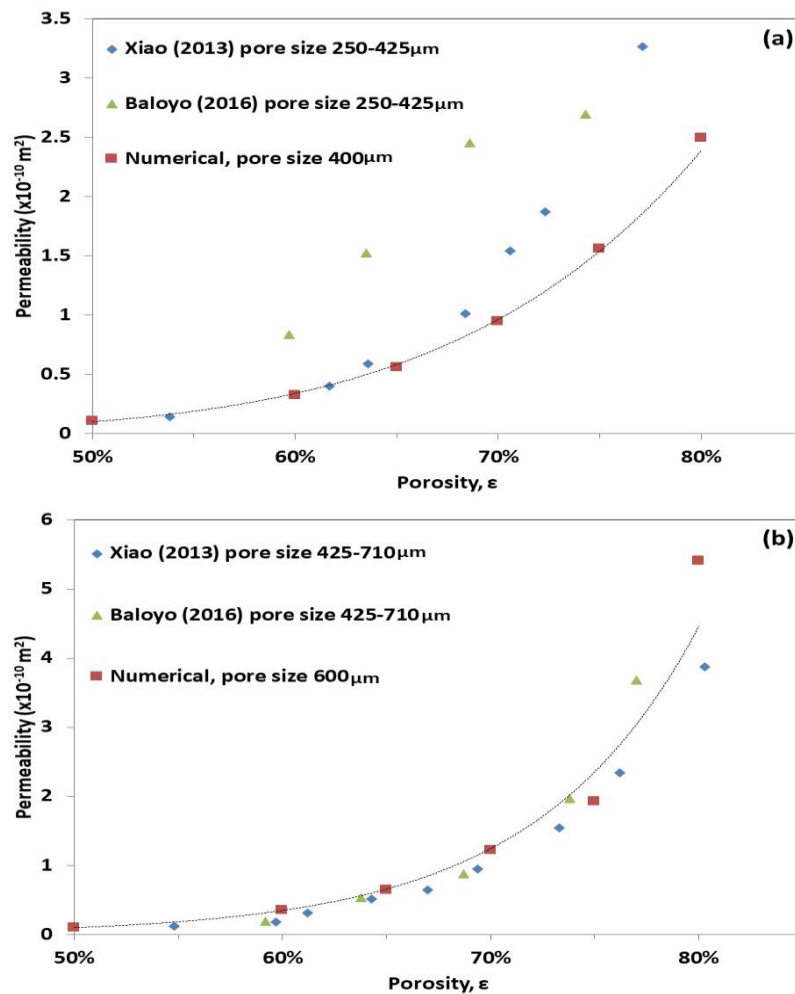 (a)
Xiao (2013) pore size 250-425μm
Baloyo (2016) pore size 250-425μm
Numerical, pore size 400μm
Permeability (x10⁻¹⁰ m²)
3.5
3
2.5
2
1.5
1
0.5
0
50%
60%
70%
80%
Porosity, ε
(b)
Xiao (2013) pore size 425-710μm
Baloyo (2016) pore size 425-710μm
Numerical, pore size 600μm
Permeability (x10⁻¹⁰ m²)
6
5
4
3
2
1
0
50%
60%
70%
80%
Porosity, ε